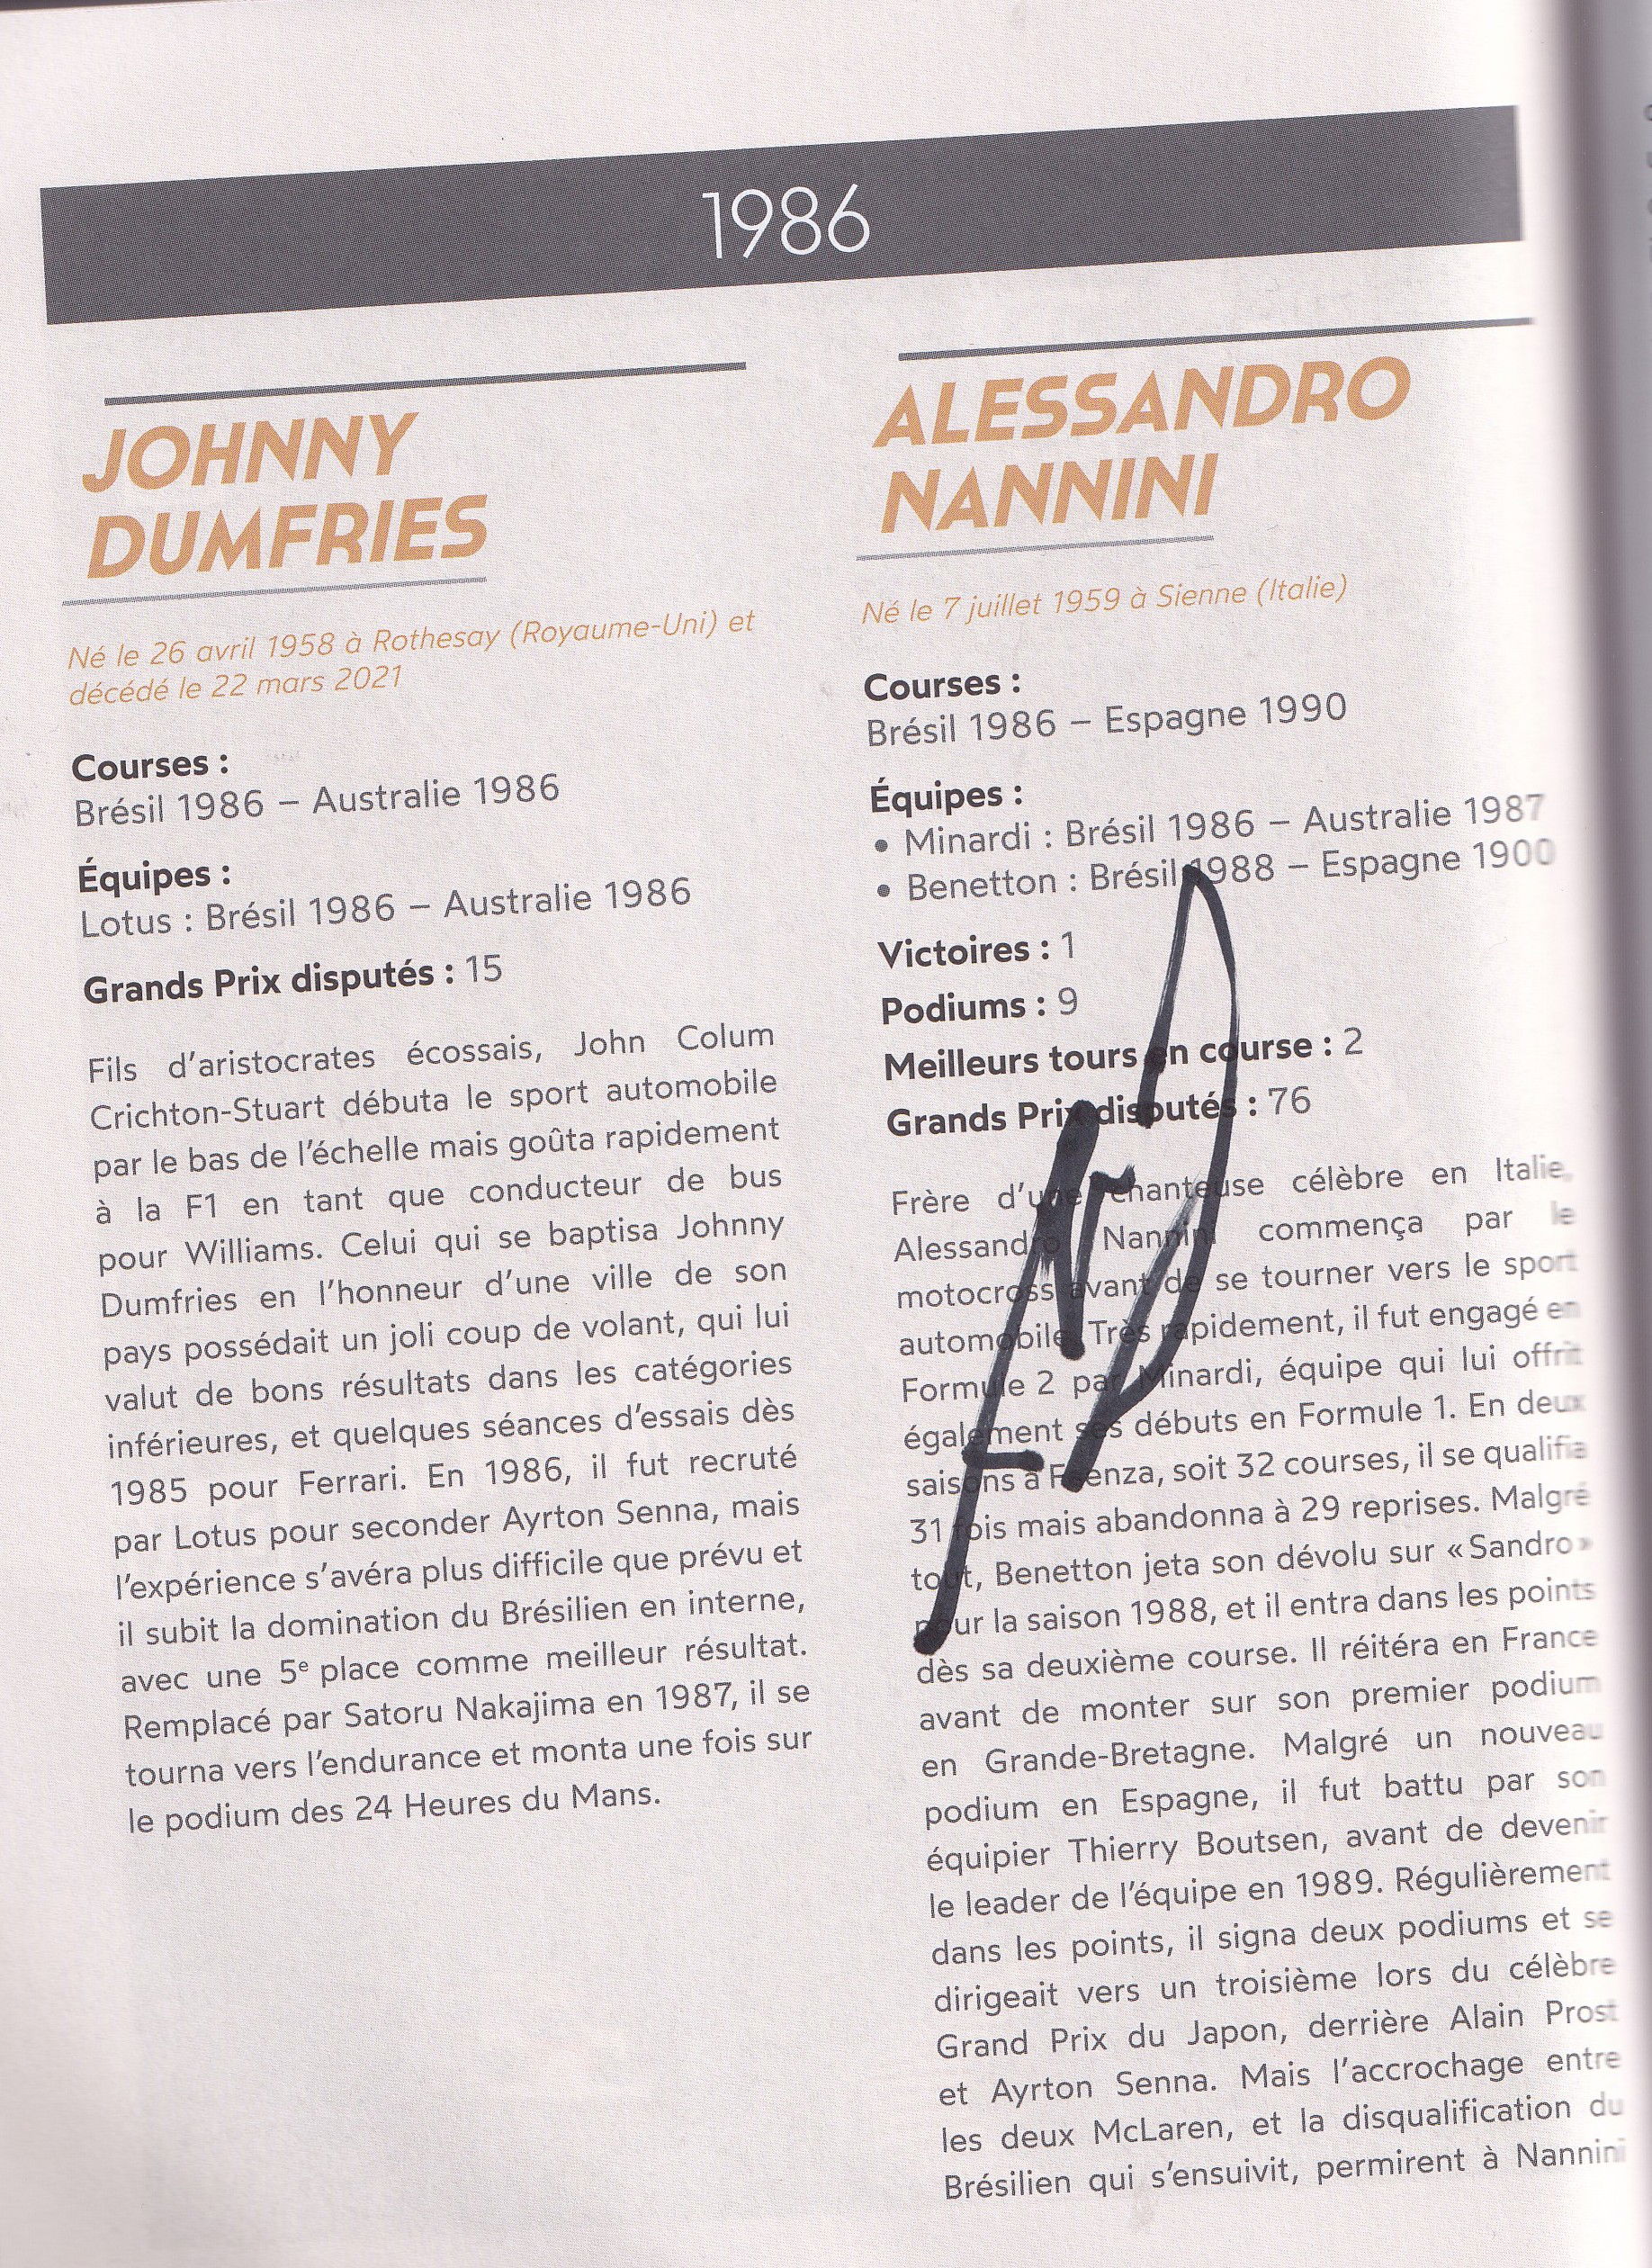 1986
JOHNNY
DUMFRIES
Né le 26 avril 1958 à Rothesay (Royaume-Uni) et
décédé le 22 mars 2021
Courses :
Brésil 1986 – Australie 1986
Équipes :
Lotus : Brésil 1986 – Australie 1986
Grands Prix disputés : 15
Fils d’aristocrates écossais, John Colum
Crichton-Stuart débuta le sport automobile
par le bas de l’échelle mais goûta rapidement
à la F1 en tant que conducteur de bus
pour Williams. Celui qui se baptisa Johnny
Dumfries en l’honneur d’une ville de son
pays possédait un joli coup de volant, qui lui
valut de bons résultats dans les catégories
inférieures, et quelques séances d’essais dès
1985 pour Ferrari. En 1986, il fut recruté
par Lotus pour seconder Ayrton Senna, mais
l’expérience s’avéra plus difficile que prévu et
il subit la domination du Brésilien en interne,
avec une 5e place comme meilleur résultat.
Remplacé par Satoru Nakajima en 1987, il se
tourna vers l’endurance et monta une fois sur
le podium des 24 Heures du Mans.
ALESSANDRO
NANNINI
Né le 7 juillet 1959 à Sienne (Italie)
Courses :
Brésil 1986 – Espagne 1990
Équipes :
• Minardi : Brésil 1986 – Australie 1987
• Benetton : Brésil 1988 – Espagne 1900
Victoires : 1
Podiums : 9
Meilleurs tours en course : 2
Grands Prix disputés : 76
Frère d’une chanteuse célèbre en Italie,
Alessandro Nannini commença par le
motocross avant de se tourner vers le sport
automobile. Très rapidement, il fut engagé en
Formule 2 par Minardi, équipe qui lui offrit
également ses débuts en Formule 1. En deux
saisons à Faenza, soit 32 courses, il se qualifia
31 fois mais abandonna à 29 reprises. Malgré
tout, Benetton jeta son dévolu sur « Sandro »
pour la saison 1988, et il entra dans les points
dès sa deuxième course. Il réitéra en France
avant de monter sur son premier podium
en Grande-Bretagne. Malgré un nouveau
podium en Espagne, il fut battu par son
équipier Thierry Boutsen, avant de devenir
le leader de l’équipe en 1989. Régulièrement
dans les points, il signa deux podiums et se
dirigeait vers un troisième lors du célèbre
Grand Prix du Japon, derrière Alain Prost
et Ayrton Senna. Mais l’accrochage entre
les deux McLaren, et la disqualification du
Brésilien qui s’ensuivit, permirent à Nannini